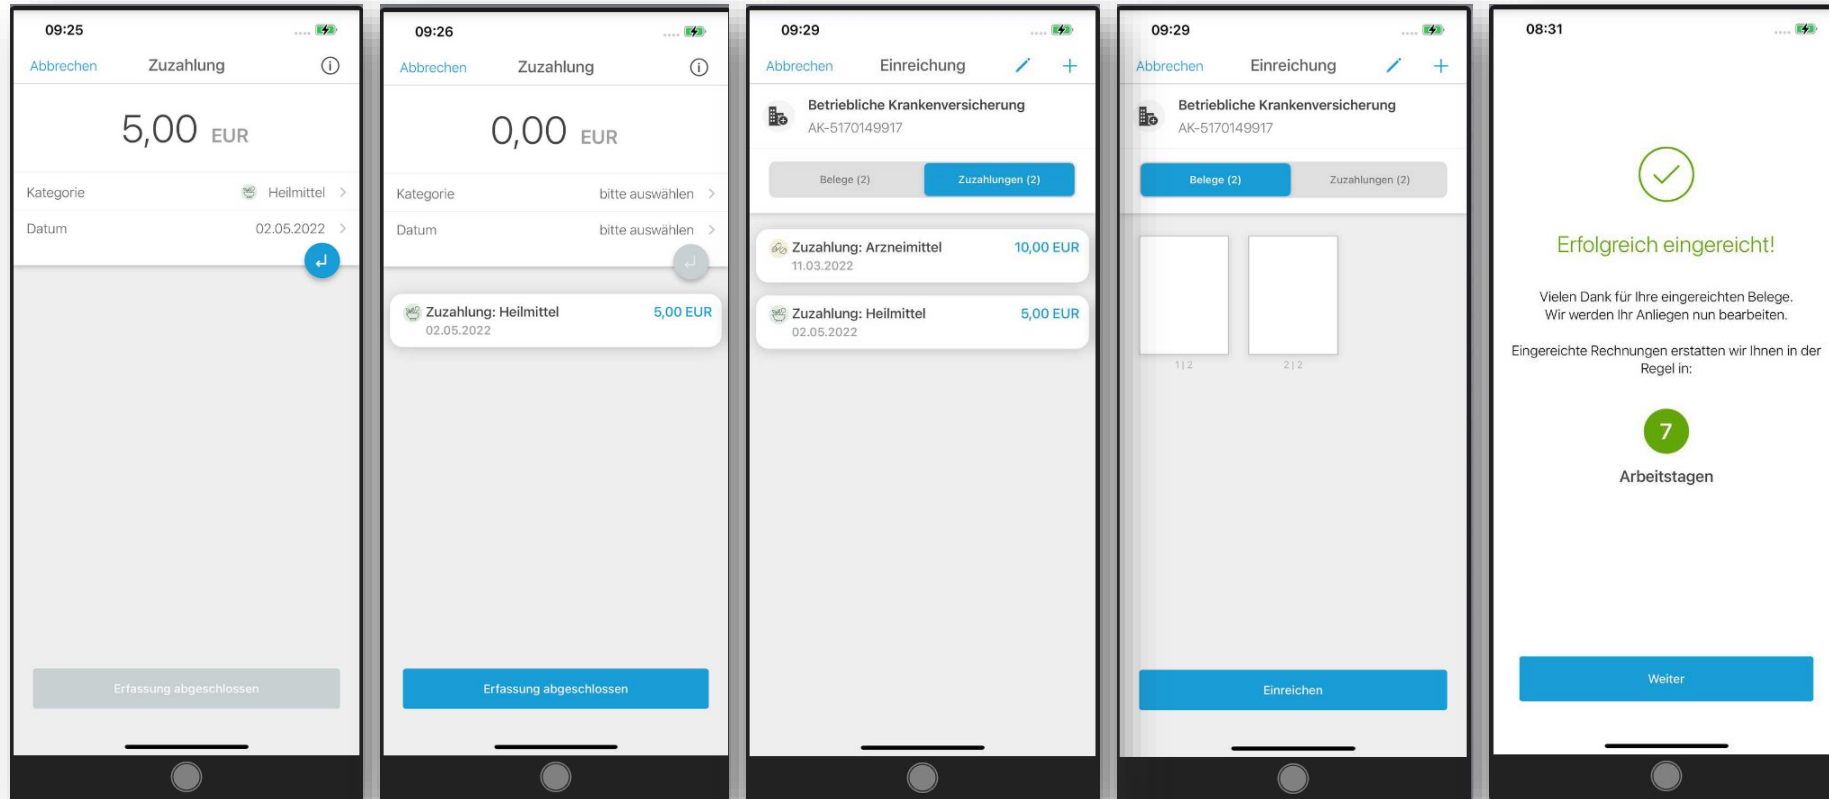 09:25
Abbrechen Zuzahlung
5,00 EUR
Kategorie Heilmittel
Datum 02.05.2022
Erfassung abgeschlossen
09:26
Abbrechen Zuzahlung
0,00 EUR
Kategorie bitte auswählen
Datum bitte auswählen
Zuzahlung: Heilmittel 5,00 EUR
02.05.2022
Erfassung abgeschlossen
09:29
Abbrechen Einreichung
Betriebliche Krankenversicherung
AK-5170149917
Belege (2) Zuzahlungen (2)
Zuzahlung: Arzneimittel 10,00 EUR
11.03.2022
Zuzahlung: Heilmittel 5,00 EUR
02.05.2022
09:29
Abbrechen Einreichung
Betriebliche Krankenversicherung
AK-5170149917
Belege (2) Zuzahlungen (2)
1 | 2 2 | 2
Einreichen
08:31
Erfolgreich eingereicht!
Vielen Dank für Ihre eingereichten Belege.
Wir werden Ihr Anliegen nun bearbeiten.
Eingereichte Rechnungen erstatten wir Ihnen in der
Regel in:
7
Arbeitstagen
Weiter